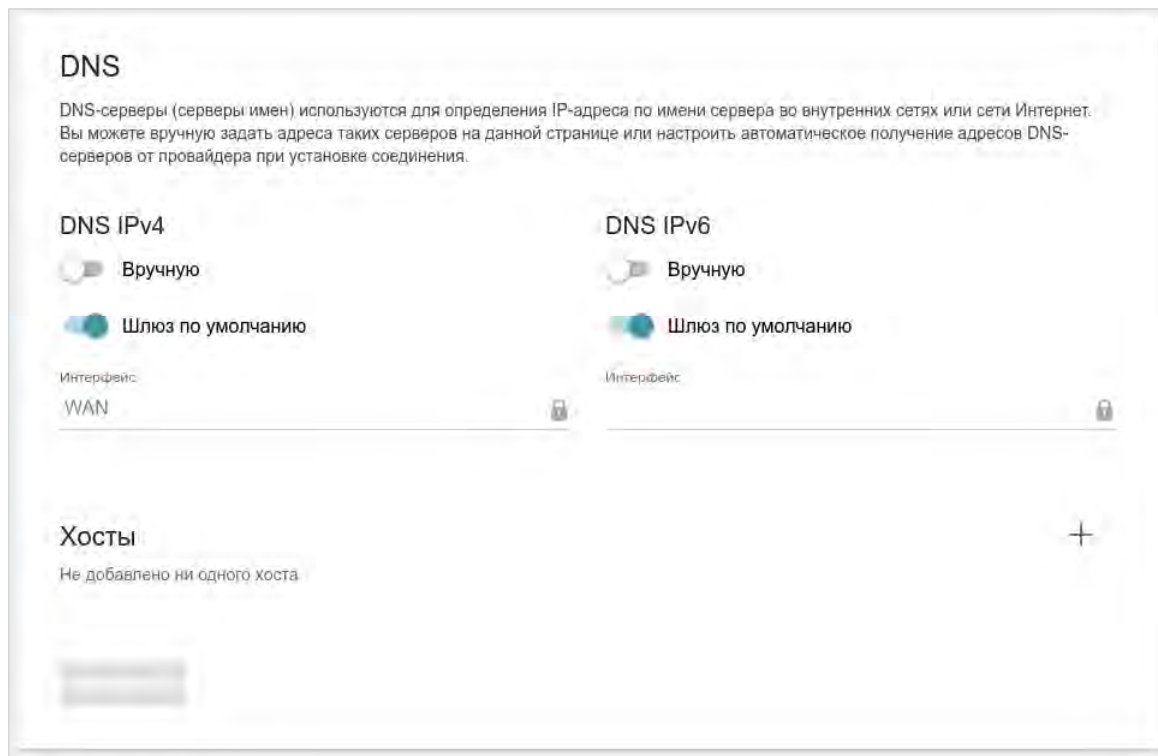 DNS
DNS-серверы (серверы имен) используются для определения IP-адреса по имени сервера во внутренних сетях или сети Интернет.
Вы можете вручную задать адреса таких серверов на данной странице или настроить автоматическое получение адресов DNS-
серверов от провайдера при установке соединения.
DNS IPv4
Вручную
Шлюз по умолчанию
Интерфейс
WAN
DNS IPv6
Вручную
Шлюз по умолчанию
Интерфейс
Хосты
Не добавлено ни одного хоста